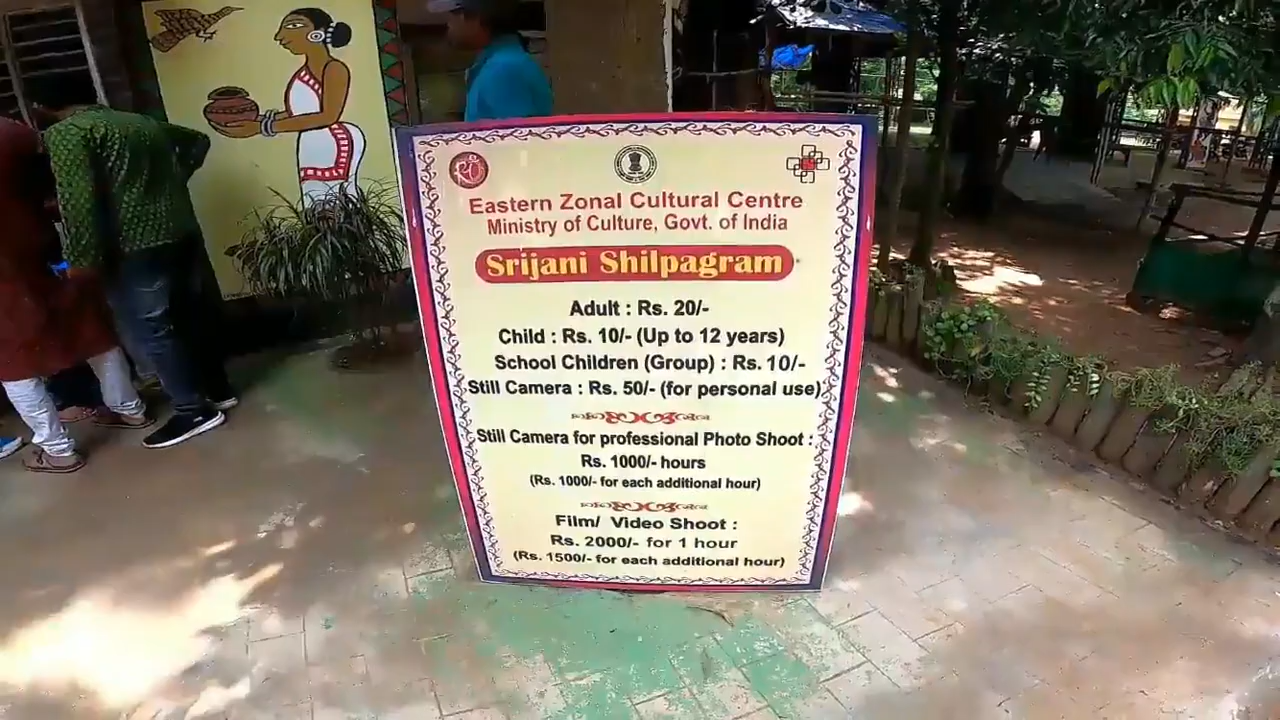 Eastern Zonal Cultural Centre
Ministry of Culture, Govt. of India
Srijani Shilpagram
Adult : Rs. 20/-
Child : Rs. 10/- (Up to 12 years)
School Children (Group) : Rs. 10/-
Still Camera : Rs. 50/- (for personal use)
Still Camera for professional Photo Shoot :
Rs. 1000/- hours
(Rs. 1000/- for each additional hour)
Film/ Video Shoot :
Rs. 2000/- for 1 hour
(Rs. 1500/- for each additional hour)